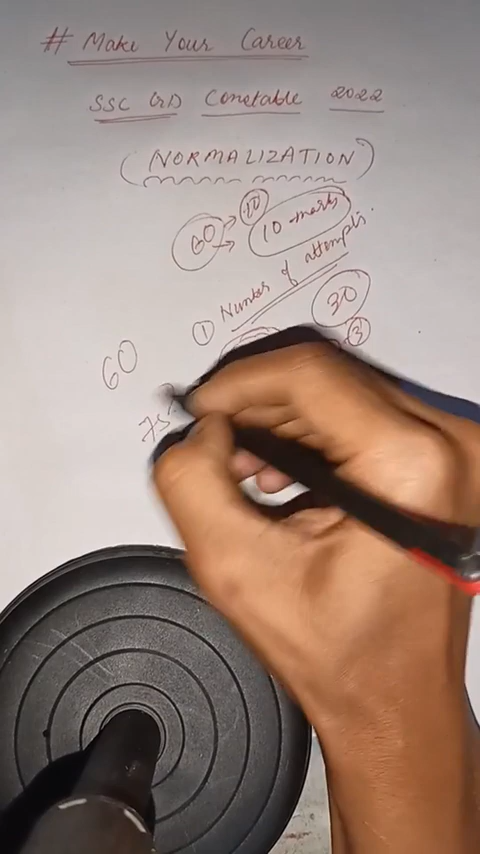 # Make Your Career
SSC GD Constable 2022
(NORMALIZATION)
60 10 10 marks
① Number of attempts.
30
3
60
75